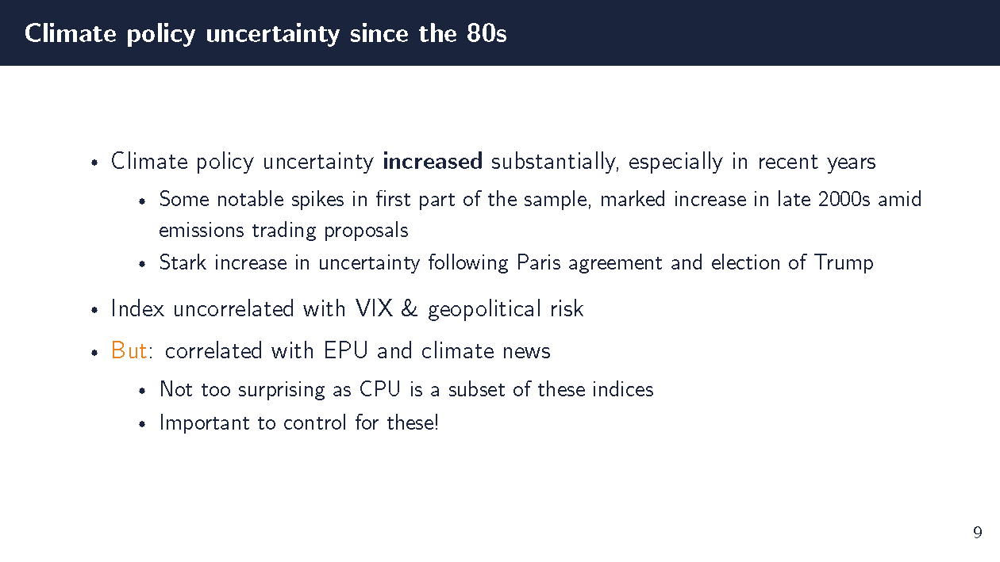 Climate policy uncertainty since the 80s
• Climate policy uncertainty increased substantially, especially in recent years
• Some notable spikes in first part of the sample, marked increase in late 2000s amid
emissions trading proposals
• Stark increase in uncertainty following Paris agreement and election of Trump
• Index uncorrelated with VIX & geopolitical risk
• But: correlated with EPU and climate news
• Not too surprising as CPU is a subset of these indices
• Important to control for these!
9